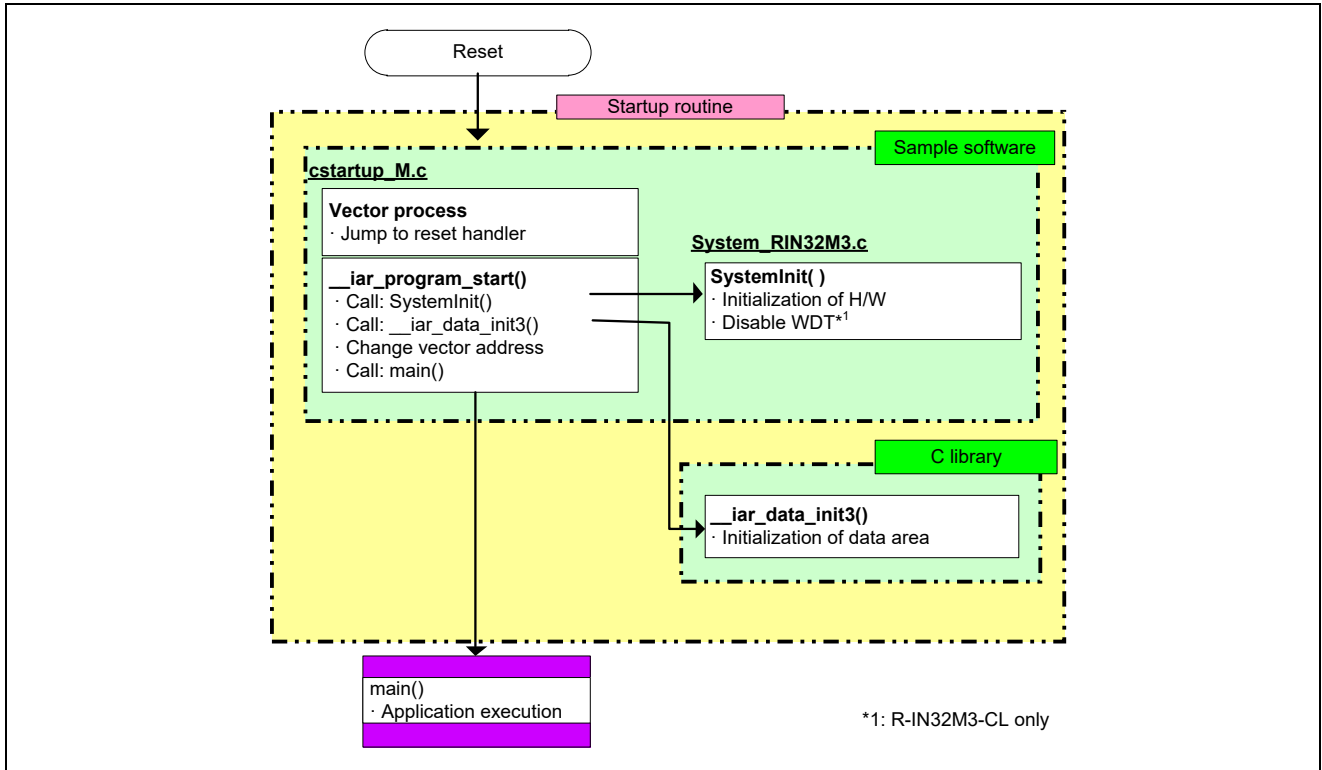 Reset
Startup routine
Sample software
cstartup_M.c
Vector process
· Jump to reset handler
__iar_program_start()
· Call: SystemInit()
· Call: __iar_data_init3()
· Change vector address
· Call: main()
System_RIN32M3.c
SystemInit( )
· Initialization of H/W
· Disable WDT*1
C library
__iar_data_init3()
· Initialization of data area
main()
· Application execution
*1: R-IN32M3-CL only